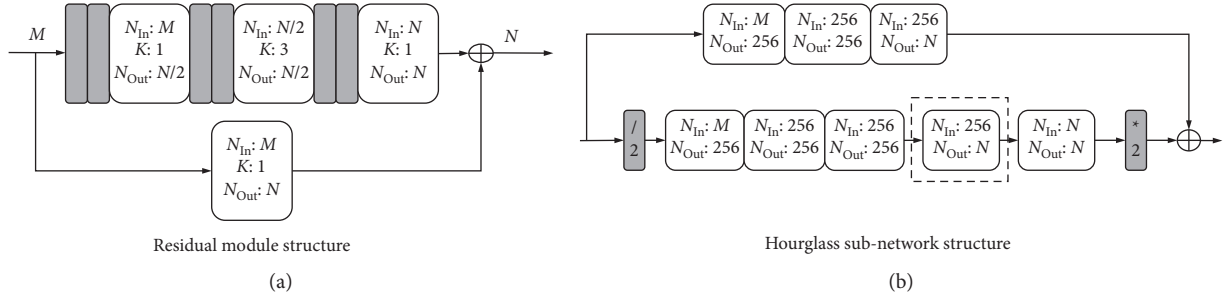 M
N_In: M
K: 1
N_Out: N/2
N_In: N/2
K: 3
N_Out: N/2
N_In: N
K: 1
N_Out: N
N
N_In: M
K: 1
N_Out: N
Residual module structure
(a)
N_In: M
N_Out: 256
N_In: 256
N_Out: 256
N_In: 256
N_Out: N
/
2
N_In: M
N_Out: 256
N_In: 256
N_Out: 256
N_In: 256
N_Out: 256
N_In: 256
N_Out: N
N_In: N
N_Out: N
*
2
Hourglass sub-network structure
(b)